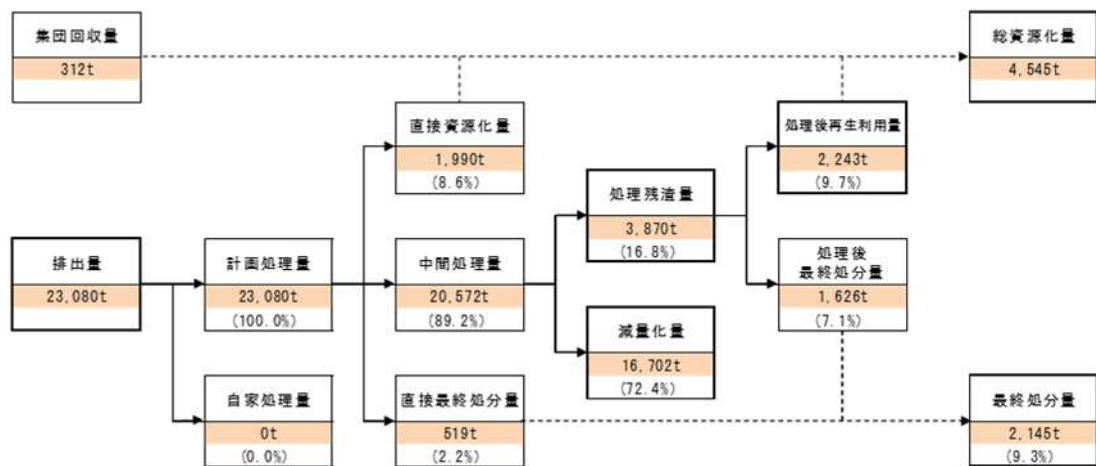 集団回収量
312t
総資源化量
4,545t
直接資源化量
1,990t
(8.6%)
処理後再生利用量
2,243t
(9.7%)
処理残渣量
3,870t
(16.8%)
排出量
23,080t
計画処理量
23,080t
(100.0%)
中間処理量
20,572t
(89.2%)
処理後
最終処分量
1,626t
(7.1%)
減量化量
16,702t
(72.4%)
自家処理量
0t
(0.0%)
直接最終処分量
519t
(2.2%)
最終処分量
2,145t
(9.3%)